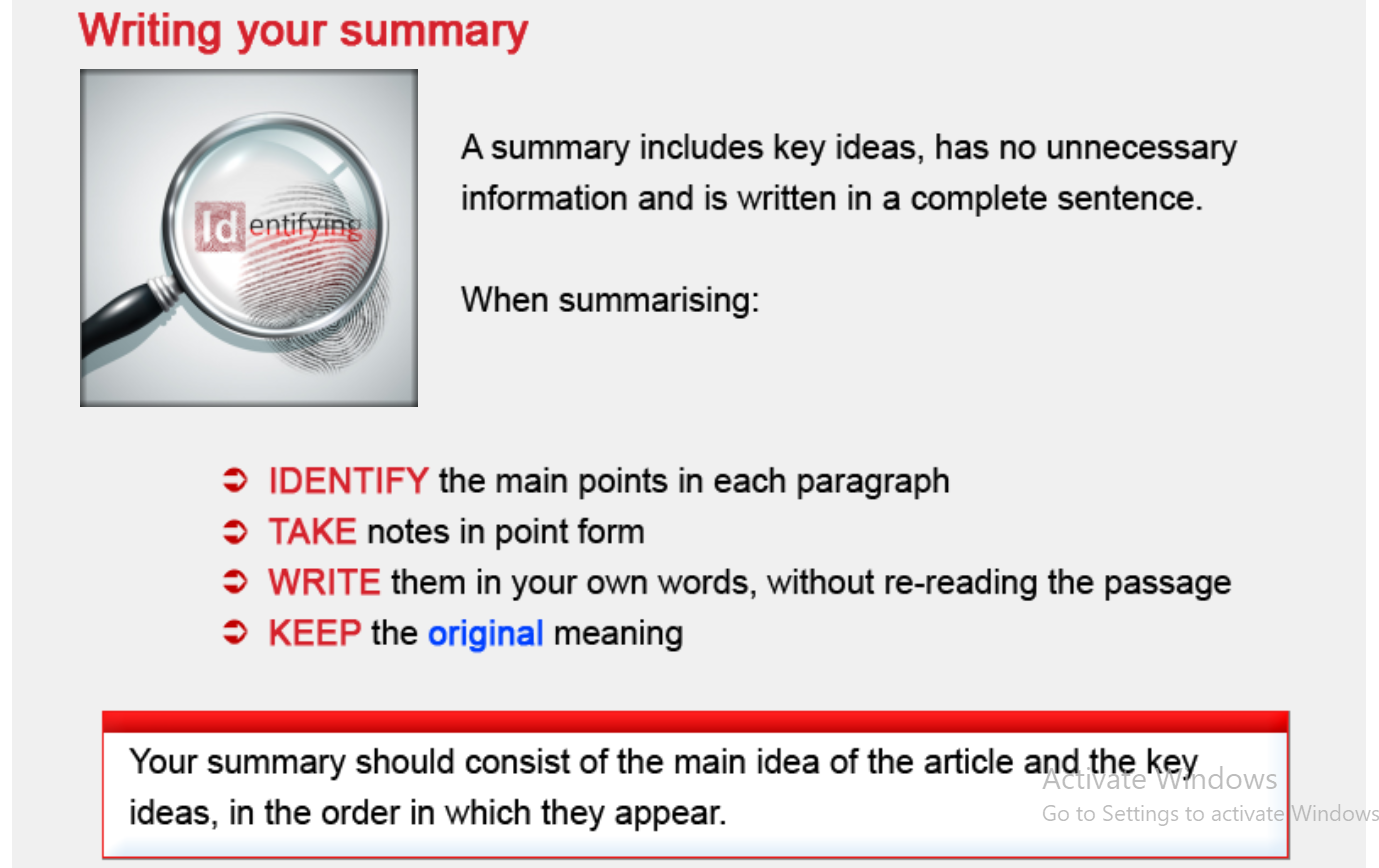 Writing your summary
Identifying
A summary includes key ideas, has no unnecessary
information and is written in a complete sentence.
When summarising:
IDENTIFY the main points in each paragraph
TAKE notes in point form
WRITE them in your own words, without re-reading the passage
KEEP the original meaning
Your summary should consist of the main idea of the article and the key
ideas, in the order in which they appear.
Activate Windows
Go to Settings to activate Windows